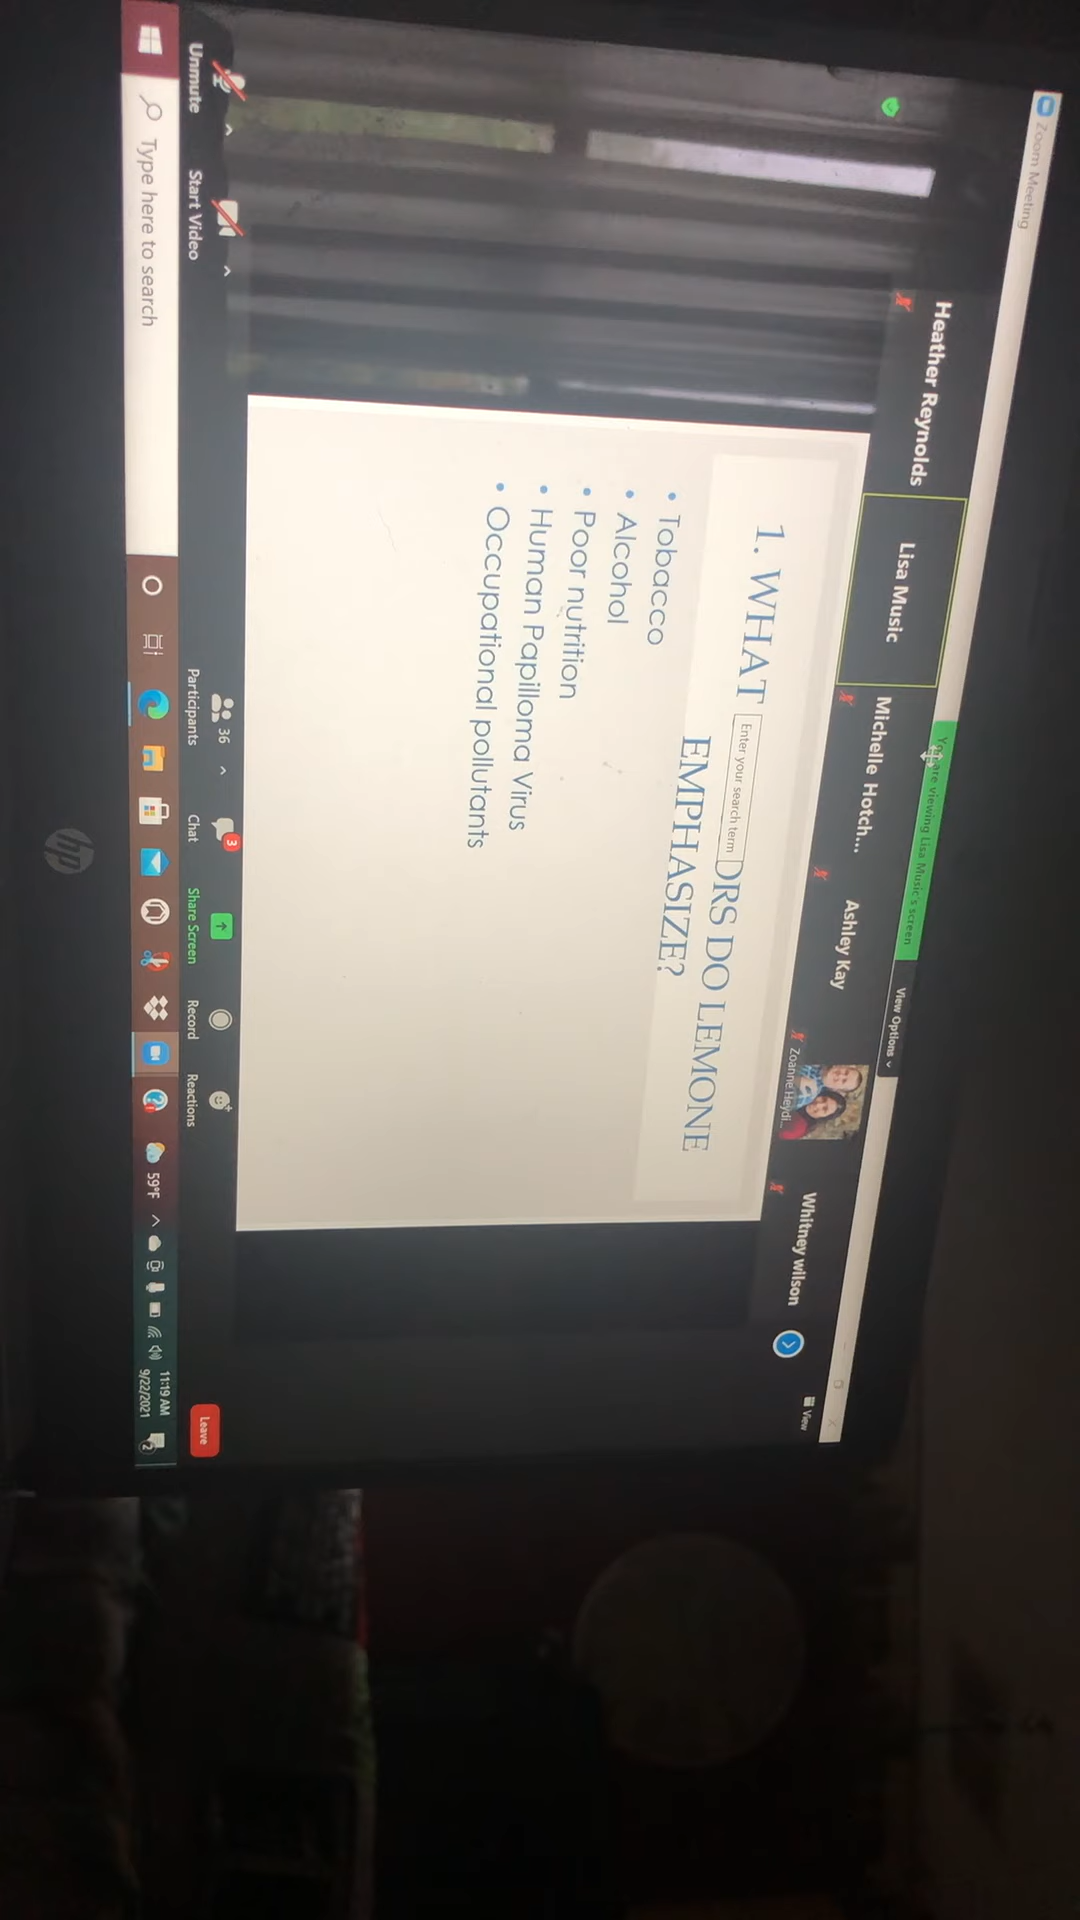 Zoom Meeting
You are viewing Lisa Music's screen
View Options
Heather Reynolds
Lisa Music
Michelle Hotch...
Ashley Kay
Zoanne Heydi...
Whitney wilson
View
1. WHAT
Enter your search term
DRS DO LEMONE
EMPHASIZE?
• Tobacco
• Alcohol
• Poor nutrition
• Human Papilloma Virus
• Occupational pollutants
Unmute
Start Video
36
Participants
3
Chat
Share Screen
Record
Reactions
Leave
Type here to search
59°F
11:19 AM
9/22/2021
2
hp